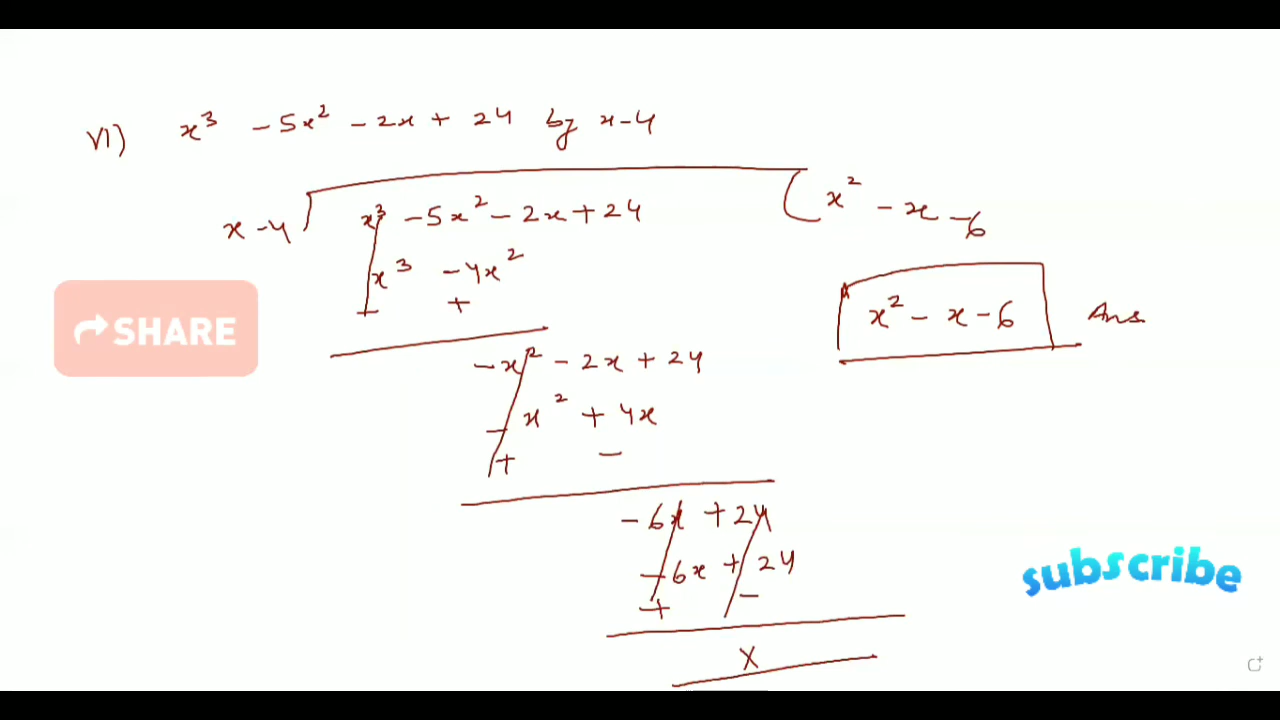 VI) x³ - 5x² - 2x + 24 by x-4
x-4 x³ - 5x² - 2x + 24 x² - x - 6
x³ - 4x²
- +
x² - x - 6 Ans
SHARE
-x² - 2x + 24
-x² + 4x
+ -
-6x + 24
-6x + 24
+ -
X
subscribe